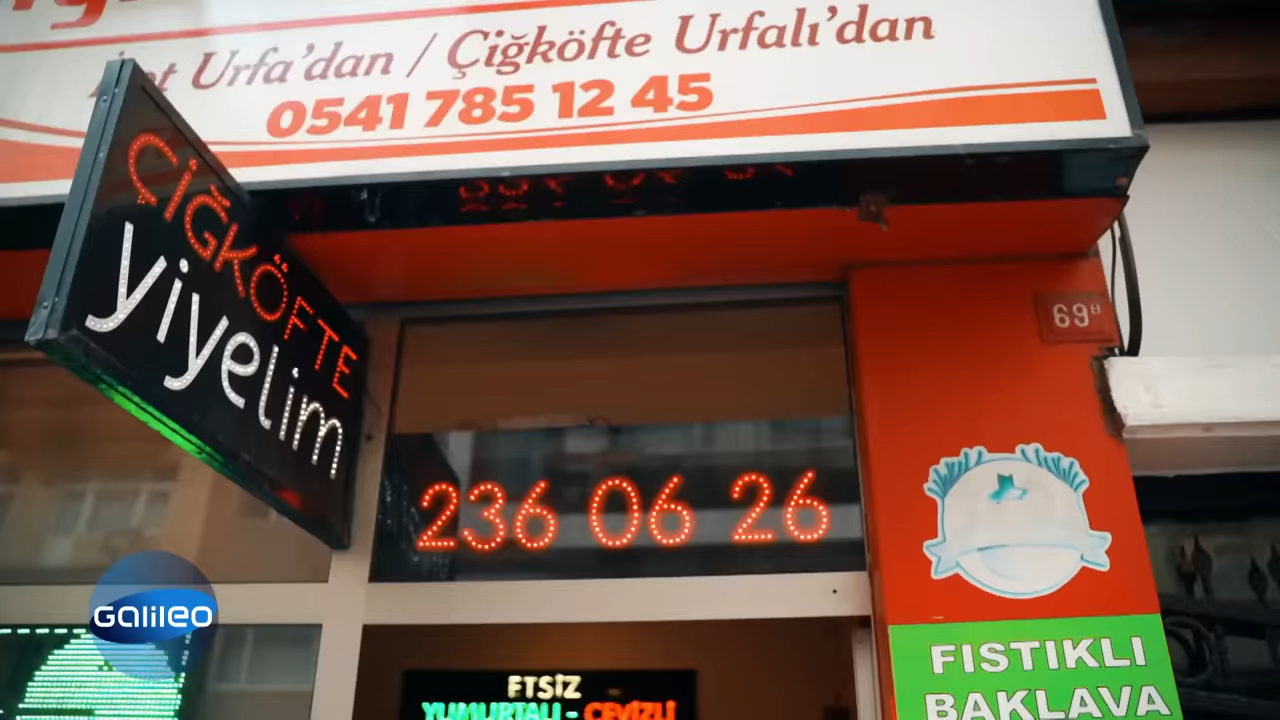 Urfa'dan / Çiğköfte Urfalı'dan
0541 785 12 45
ÇİĞKÖFTE
yiyelim
69B
236 06 26
GALILEO
FISTIKLI
BAKLAVA
ETSİZ
YUMURTALI - CEVİZLİ